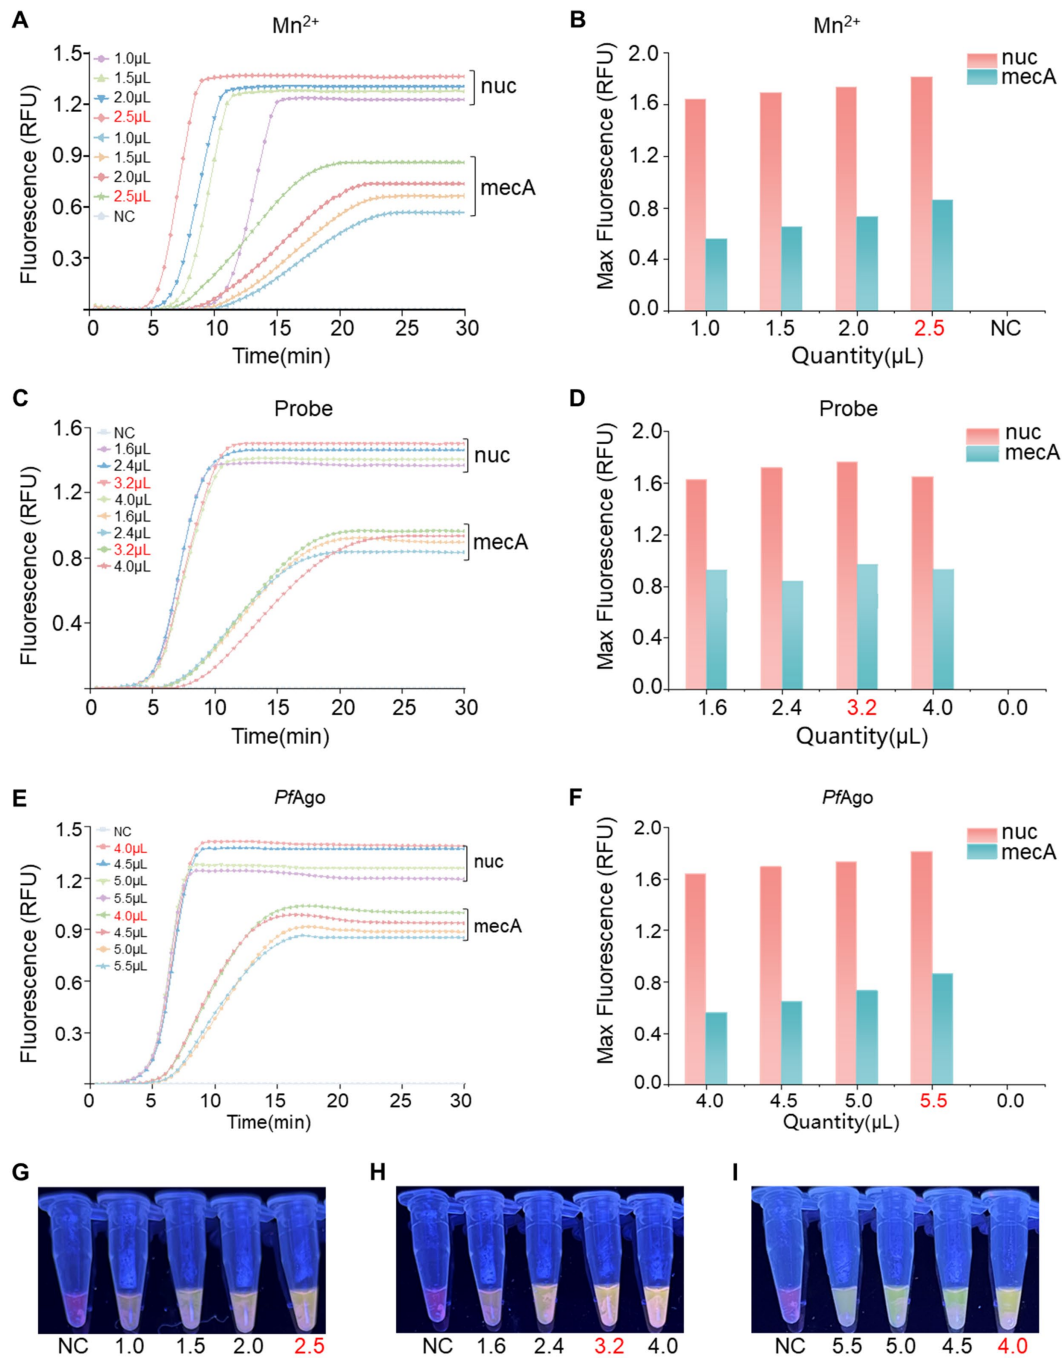 A
Mn²⁺
Fluorescence (RFU)
1.5
1.2
0.9
0.6
0.3
1.0µL
1.5µL
2.0µL
2.5µL
1.0µL
1.5µL
2.0µL
2.5µL
NC
nuc
mecA
0 5 10 15 20 25 30
Time(min)
B
Mn²⁺
Max Fluorescence (RFU)
2.0
1.6
1.2
0.8
0.4
0.0
nuc
mecA
1.0 1.5 2.0 2.5 NC
Quantity(µL)
C
Probe
Fluorescence (RFU)
1.6
1.2
0.8
0.4
NC
1.6µL
2.4µL
3.2µL
4.0µL
1.6µL
2.4µL
3.2µL
4.0µL
nuc
mecA
0 5 10 15 20 25 30
Time(min)
D
Probe
Max Fluorescence (RFU)
2.0
1.6
1.2
0.8
0.4
0.0
nuc
mecA
1.6 2.4 3.2 4.0 0.0
Quantity(µL)
E
PfAgo
Fluorescence (RFU)
1.5
1.2
0.9
0.6
0.3
NC
4.0µL
4.5µL
5.0µL
5.5µL
4.0µL
4.5µL
5.0µL
5.5µL
nuc
mecA
0 5 10 15 20 25 30
Time(min)
F
PfAgo
Max Fluorescence (RFU)
2.0
1.6
1.2
0.8
0.4
0.0
nuc
mecA
4.0 4.5 5.0 5.5 0.0
Quantity(µL)
G
NC 1.0 1.5 2.0 2.5
H
NC 1.6 2.4 3.2 4.0
I
NC 5.5 5.0 4.5 4.0